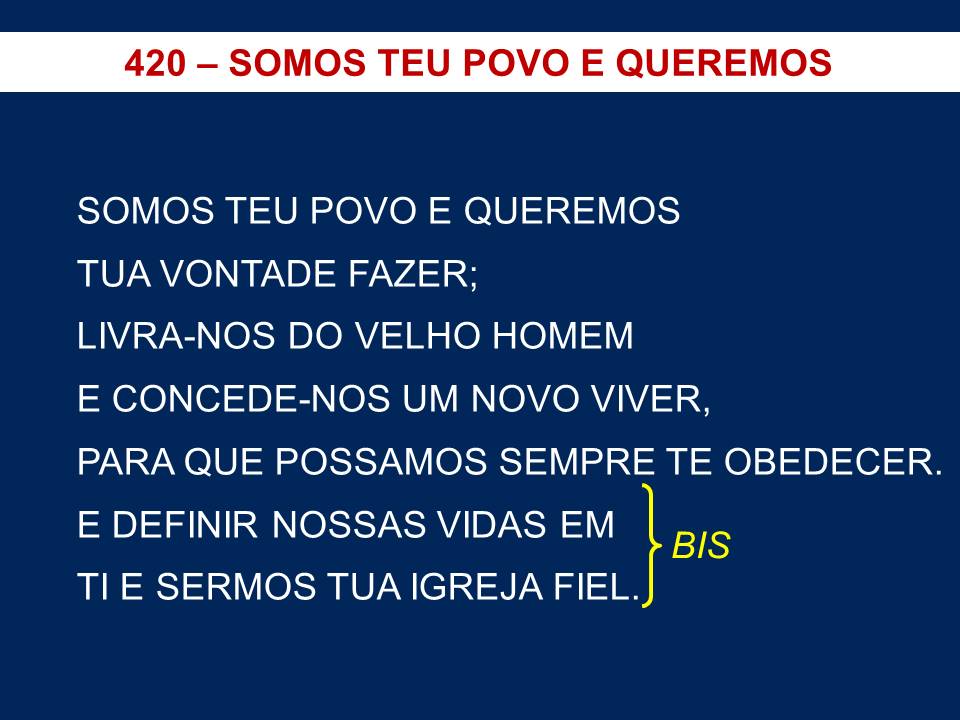 420 – SOMOS TEU POVO E QUEREMOS
SOMOS TEU POVO E QUEREMOS
TUA VONTADE FAZER;
LIVRA-NOS DO VELHO HOMEM
E CONCEDE-NOS UM NOVO VIVER,
PARA QUE POSSAMOS SEMPRE TE OBEDECER.
E DEFINIR NOSSAS VIDAS EM
TI E SERMOS TUA IGREJA FIEL.
BIS